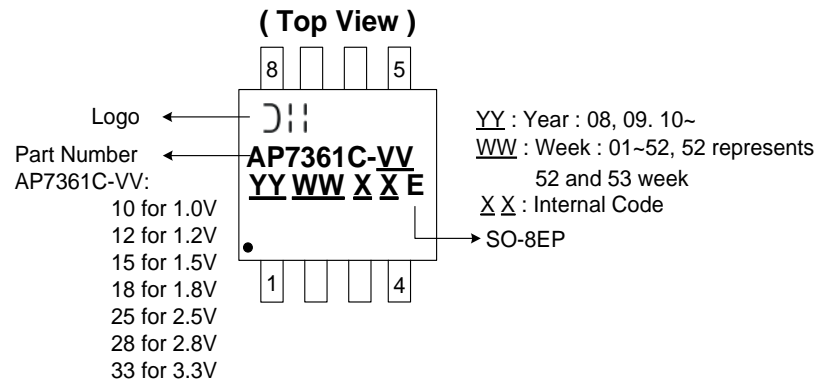 ( Top View )
8 5
Logo
Part Number
AP7361C-VV:
10 for 1.0V
12 for 1.2V
15 for 1.5V
18 for 1.8V
25 for 2.5V
28 for 2.8V
33 for 3.3V
AP7361C-VV
YY WW X X E
1 4
YY : Year : 08, 09. 10~
WW : Week : 01~52, 52 represents
52 and 53 week
X X : Internal Code
SO-8EP